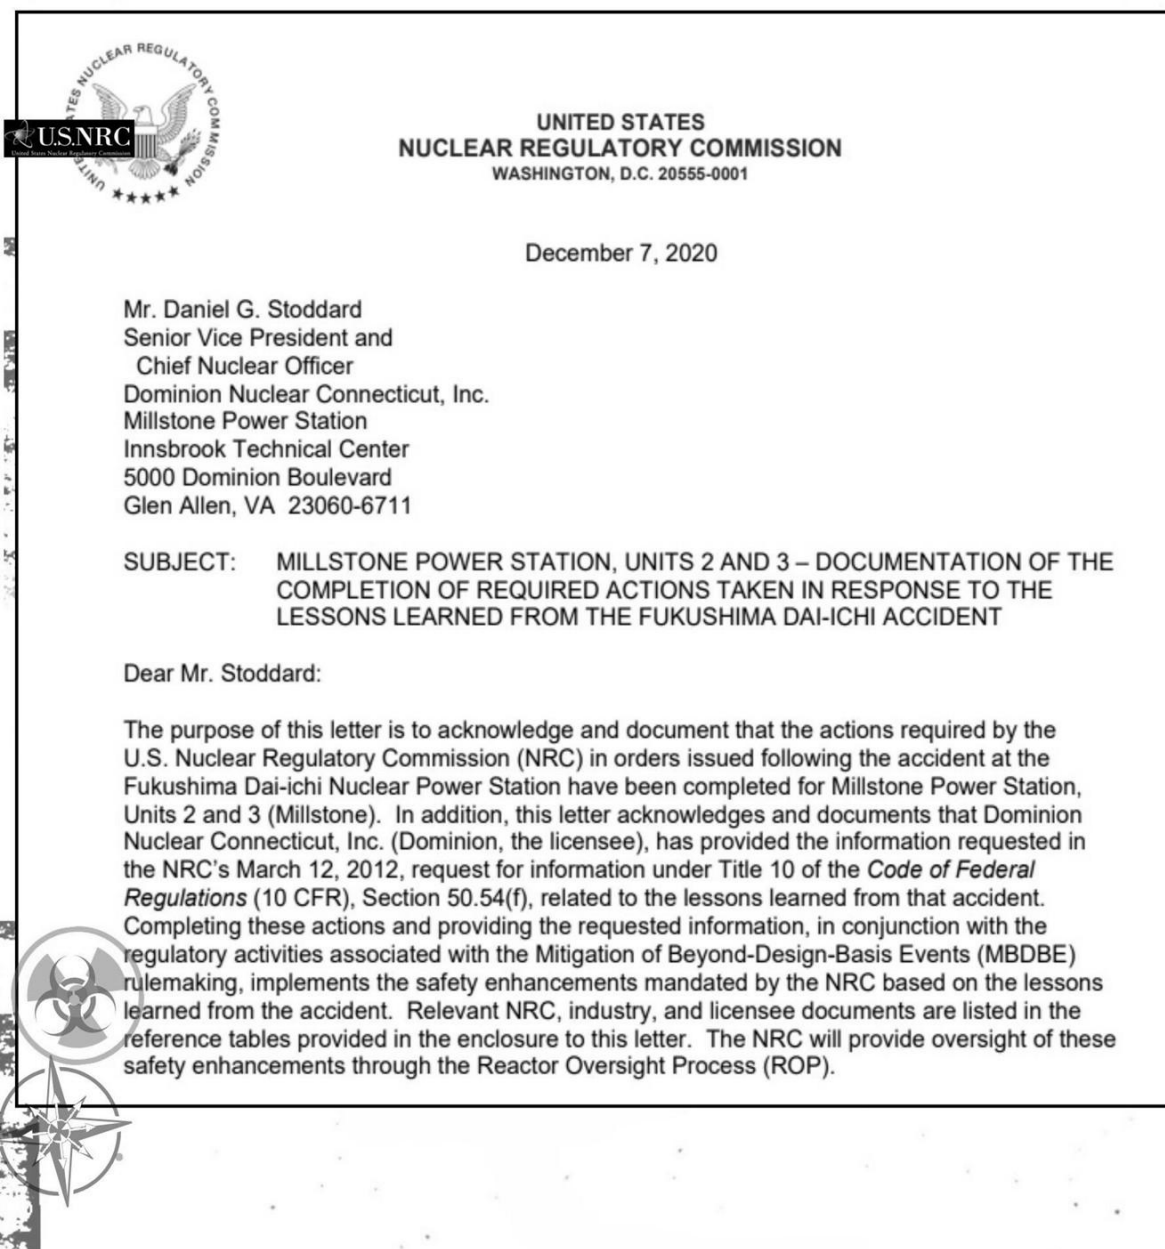 UNITED STATES NUCLEAR REGULATORY COMMISSION
U.S.NRC
United States Nuclear Regulatory Commission
UNITED STATES
NUCLEAR REGULATORY COMMISSION
WASHINGTON, D.C. 20555-0001
December 7, 2020
Mr. Daniel G. Stoddard
Senior Vice President and
Chief Nuclear Officer
Dominion Nuclear Connecticut, Inc.
Millstone Power Station
Innsbrook Technical Center
5000 Dominion Boulevard
Glen Allen, VA 23060-6711
SUBJECT: MILLSTONE POWER STATION, UNITS 2 AND 3 – DOCUMENTATION OF THE
COMPLETION OF REQUIRED ACTIONS TAKEN IN RESPONSE TO THE
LESSONS LEARNED FROM THE FUKUSHIMA DAI-ICHI ACCIDENT
Dear Mr. Stoddard:
The purpose of this letter is to acknowledge and document that the actions required by the
U.S. Nuclear Regulatory Commission (NRC) in orders issued following the accident at the
Fukushima Dai-ichi Nuclear Power Station have been completed for Millstone Power Station,
Units 2 and 3 (Millstone). In addition, this letter acknowledges and documents that Dominion
Nuclear Connecticut, Inc. (Dominion, the licensee), has provided the information requested in
the NRC's March 12, 2012, request for information under Title 10 of the Code of Federal
Regulations (10 CFR), Section 50.54(f), related to the lessons learned from that accident.
Completing these actions and providing the requested information, in conjunction with the
regulatory activities associated with the Mitigation of Beyond-Design-Basis Events (MBDBE)
rulemaking, implements the safety enhancements mandated by the NRC based on the lessons
learned from the accident. Relevant NRC, industry, and licensee documents are listed in the
reference tables provided in the enclosure to this letter. The NRC will provide oversight of these
safety enhancements through the Reactor Oversight Process (ROP).